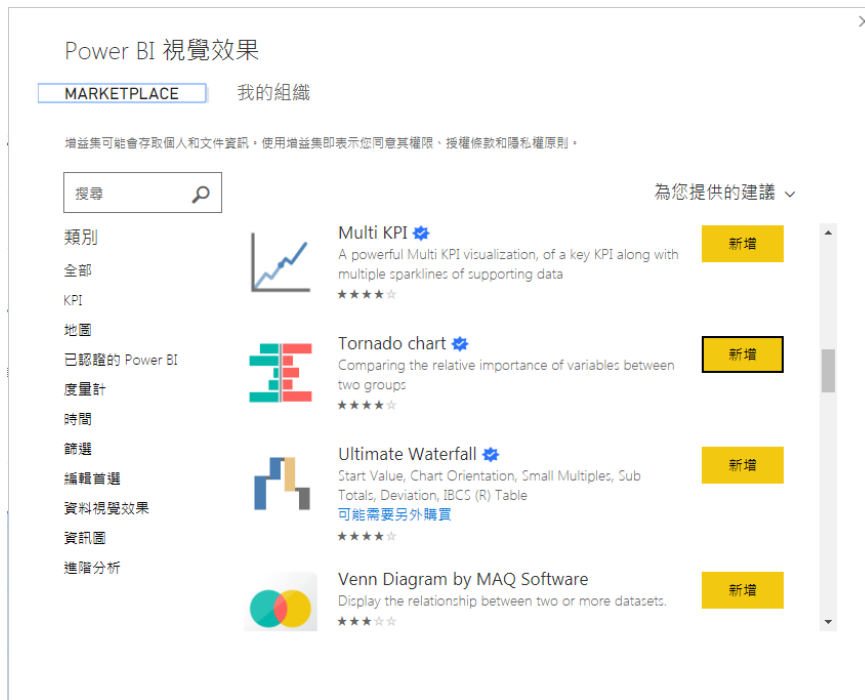 Power BI 視覺效果
MARKETPLACE
我的組織
增益集可能會存取個人和文件資訊。使用增益集即表示您同意其權限、授權條款和隱私權原則。
搜尋
為您提供的建議
類別
全部
KPI
地圖
已認證的 Power BI
度量計
時間
篩選
編輯首選
資料視覺效果
資訊圖
進階分析
Multi KPI
A powerful Multi KPI visualization, of a key KPI along with
multiple sparklines of supporting data
新增
Tornado chart
Comparing the relative importance of variables between
two groups
新增
Ultimate Waterfall
Start Value, Chart Orientation, Small Multiples, Sub
Totals, Deviation, IBCS (R) Table
可能需要另外購買
新增
Venn Diagram by MAQ Software
Display the relationship between two or more datasets.
新增